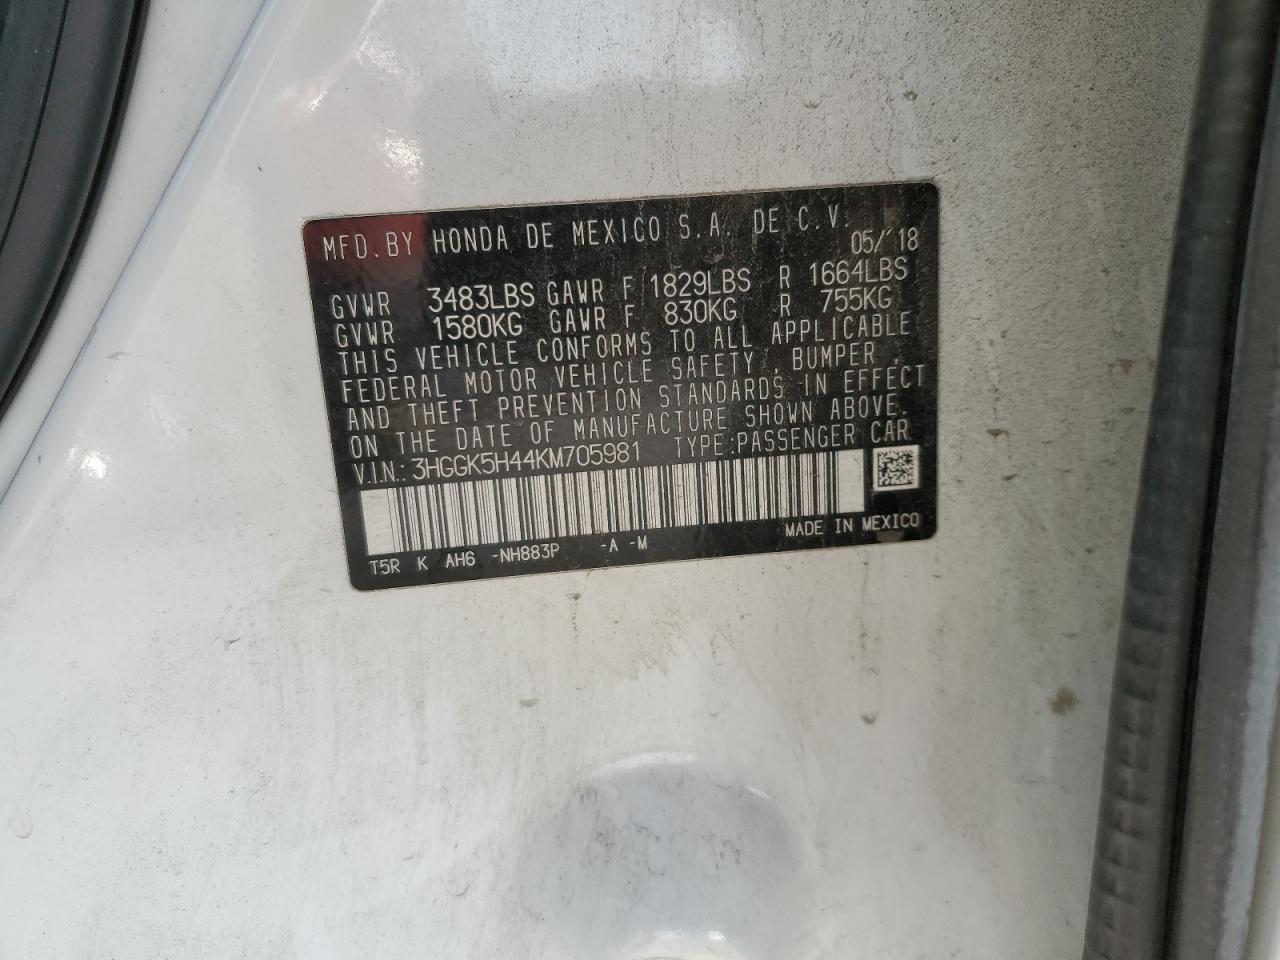 MFD. BY HONDA DE MEXICO S.A. DE C.V.
05/'18
GVWR 3483LBS GAWR F 1829LBS R 1664LBS
GVWR 1580KG GAWR F 830KG R 755KG
THIS VEHICLE CONFORMS TO ALL APPLICABLE
FEDERAL MOTOR VEHICLE SAFETY, BUMPER,
AND THEFT PREVENTION STANDARDS IN EFFECT
ON THE DATE OF MANUFACTURE SHOWN ABOVE.
V.I.N.: 3HGGK5H44KM705981 TYPE:PASSENGER CAR
T5R K AH6 -NH883P -A -M MADE IN MEXICO